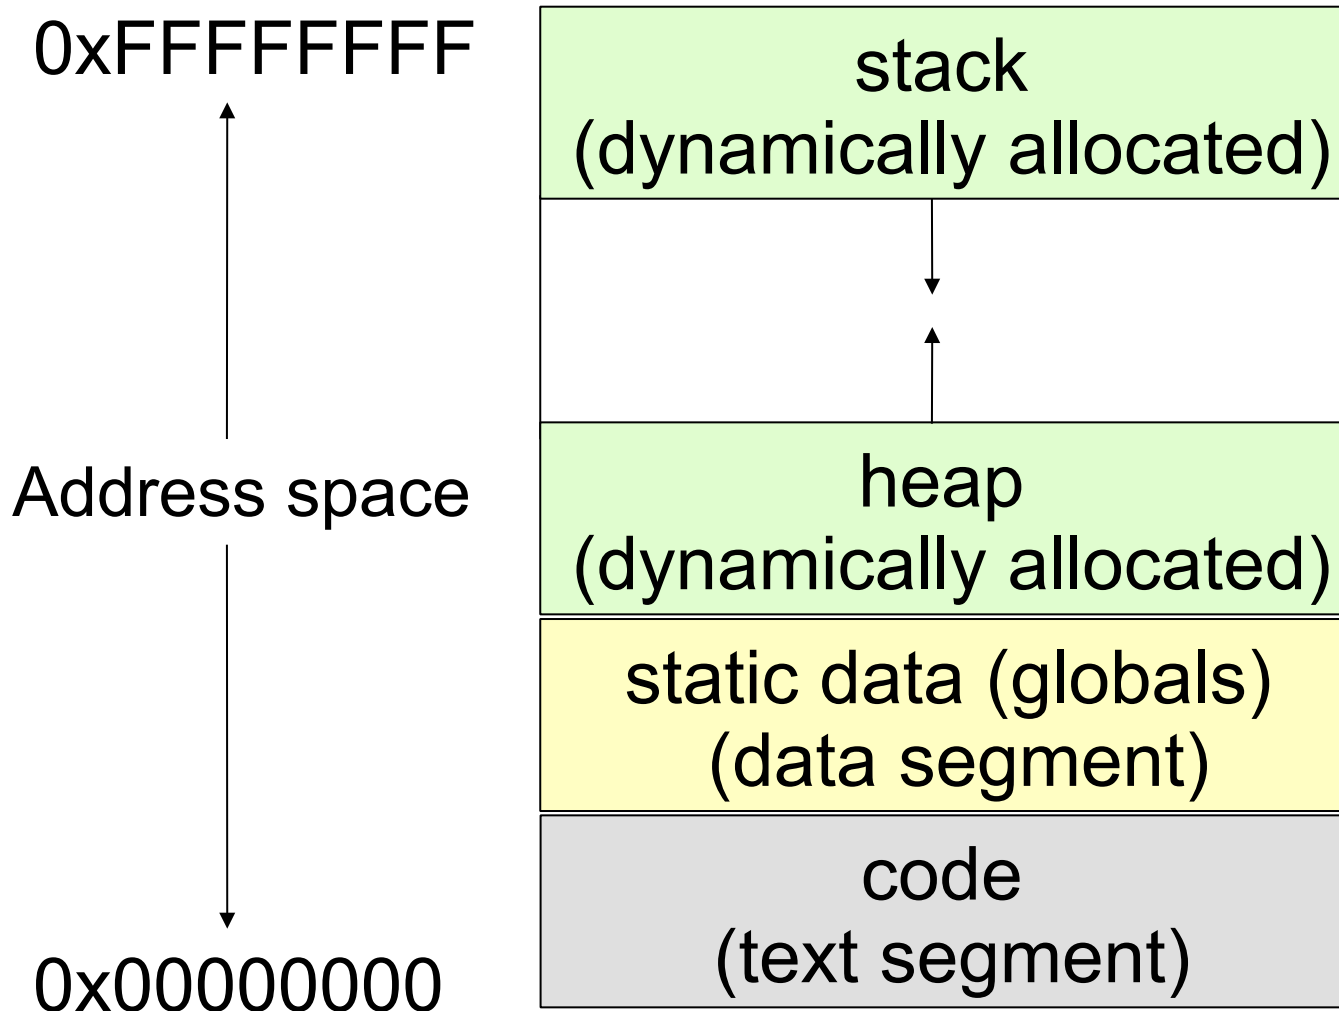 0xFFFFFFFF
stack
(dynamically allocated)
Address space
heap
(dynamically allocated)
static data (globals)
(data segment)
code
(text segment)
0x00000000